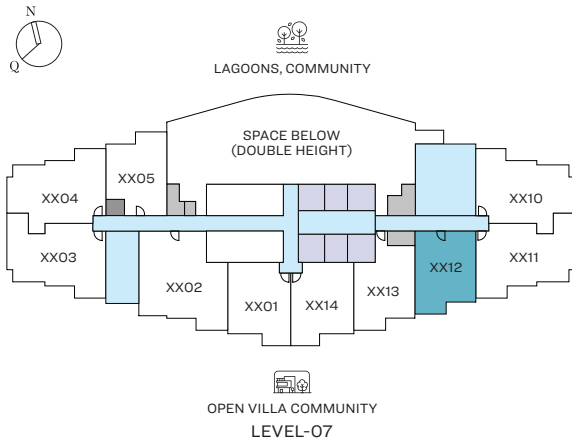 N
Q
LAGOONS, COMMUNITY
SPACE BELOW
(DOUBLE HEIGHT)
XX05
XX04
XX10
XX03
XX02
XX01
XX14
XX13
XX12
XX11
OPEN VILLA COMMUNITY
LEVEL-07